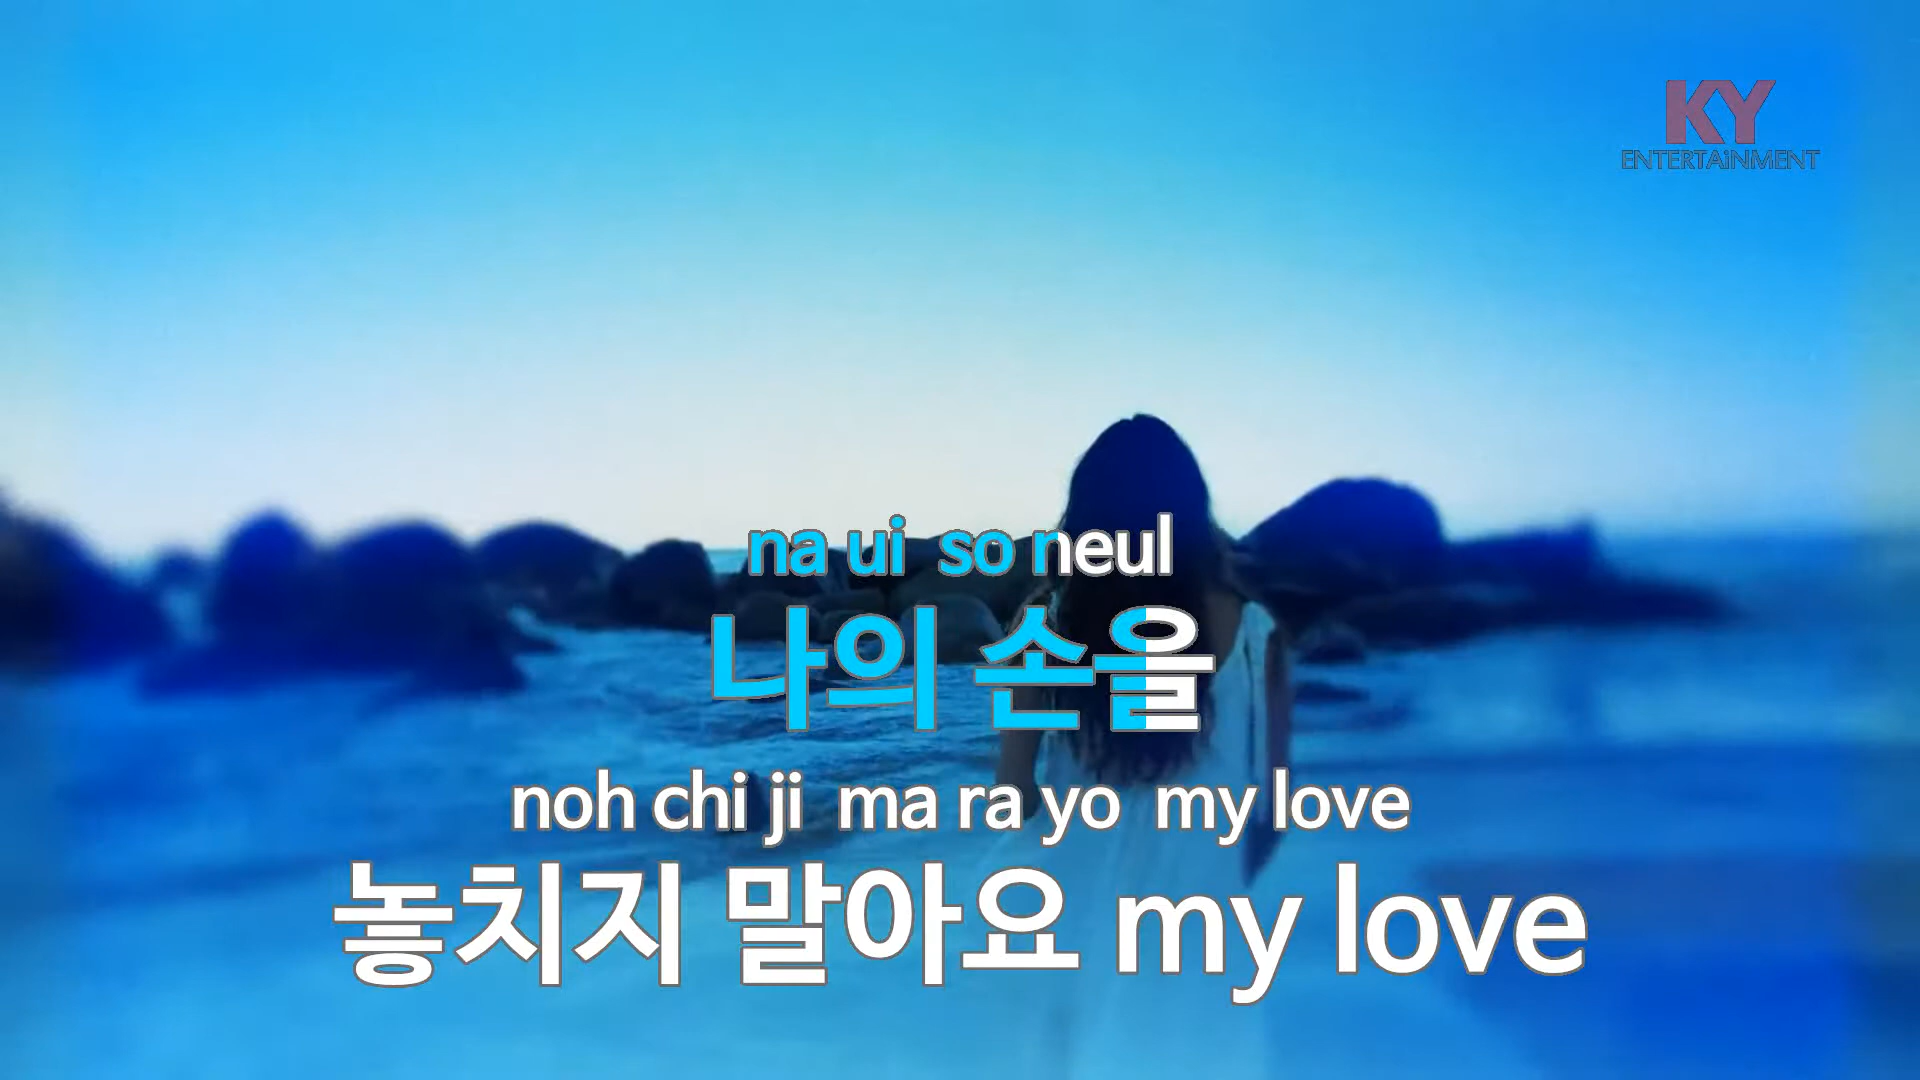 KY
ENTERTAiNMENT
na ui so neul
나의 손을
noh chi ji ma ra yo my love
놓치지 말아요 my love